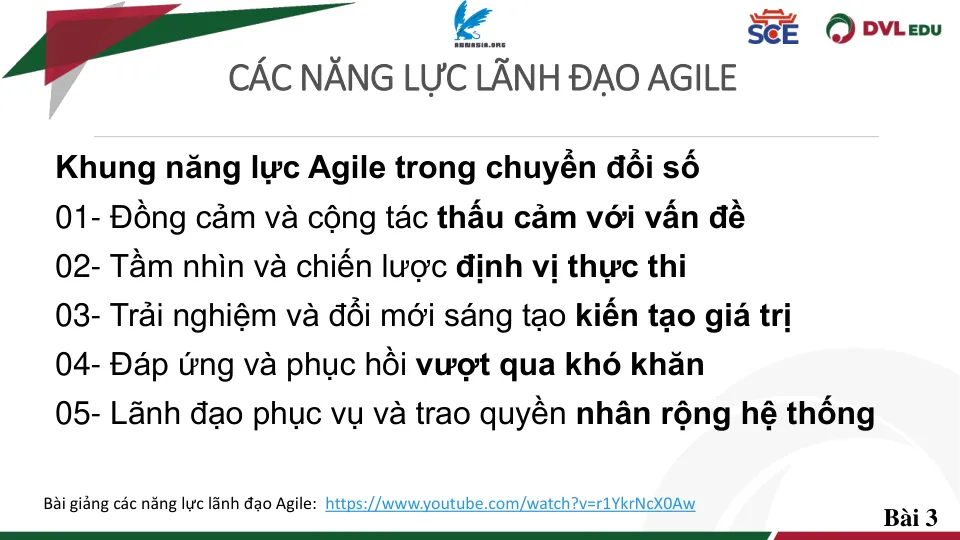 ABMASIA.ORG
SCE
DVL EDU
CÁC NĂNG LỰC LÃNH ĐẠO AGILE
Khung năng lực Agile trong chuyển đổi số
01- Đồng cảm và cộng tác thấu cảm với vấn đề
02- Tầm nhìn và chiến lược định vị thực thi
03- Trải nghiệm và đổi mới sáng tạo kiến tạo giá trị
04- Đáp ứng và phục hồi vượt qua khó khăn
05- Lãnh đạo phục vụ và trao quyền nhân rộng hệ thống
Bài giảng các năng lực lãnh đạo Agile: https://www.youtube.com/watch?v=r1YkrNcX0Aw
Bài 3